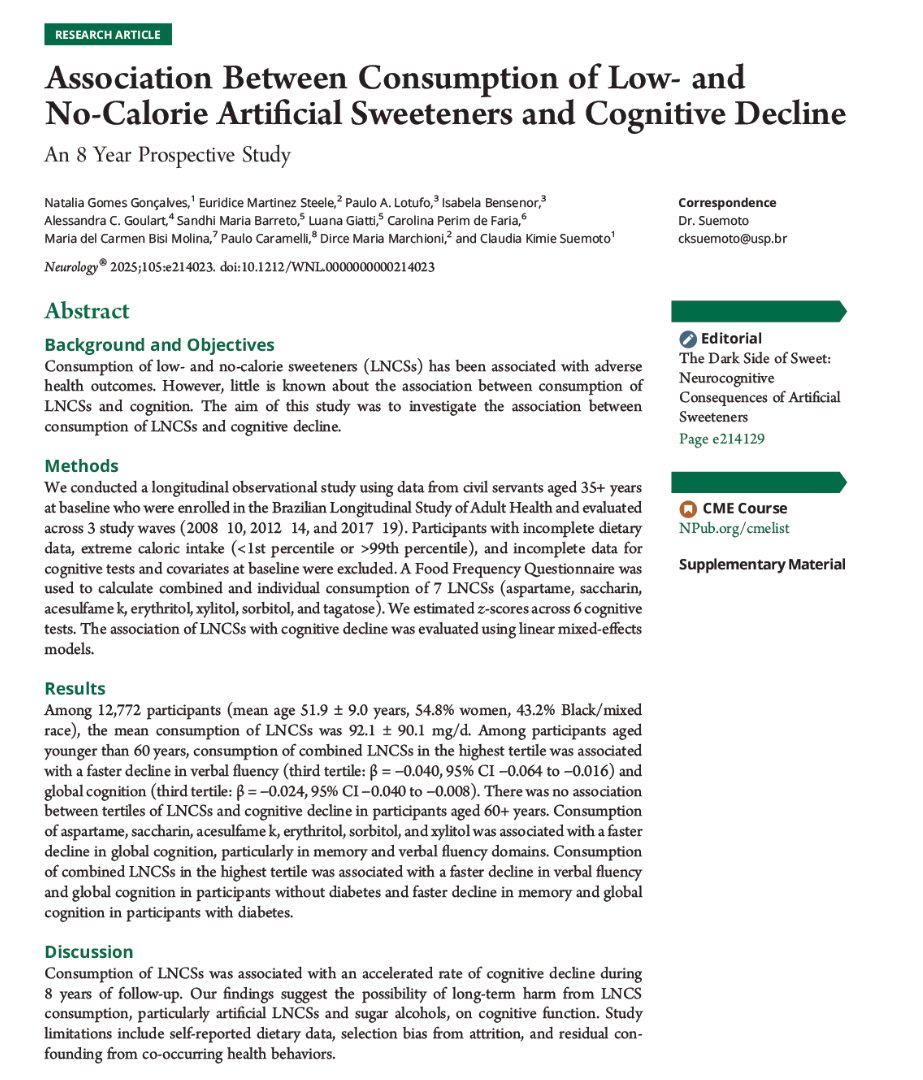 RESEARCH ARTICLE
Association Between Consumption of Low- and
No-Calorie Artificial Sweeteners and Cognitive Decline
An 8 Year Prospective Study
Natalia Gomes Gonçalves,1 Euridice Martinez Steele,2 Paulo A. Lotufo,3 Isabela Bensenor,3
Alessandra C. Goulart,4 Sandhi Maria Barreto,5 Luana Giatti,5 Carolina Perim de Faria,6
Maria del Carmen Bisi Molina,7 Paulo Caramelli,8 Dirce Maria Marchioni,2 and Claudia Kimie Suemoto1
Correspondence
Dr. Suemoto
cksuemoto@usp.br
Neurology® 2025;105:e214023. doi:10.1212/WNL.0000000000214023
Abstract
Background and Objectives
Consumption of low- and no-calorie sweeteners (LNCSs) has been associated with adverse
health outcomes. However, little is known about the association between consumption of
LNCSs and cognition. The aim of this study was to investigate the association between
consumption of LNCSs and cognitive decline.
Methods
We conducted a longitudinal observational study using data from civil servants aged 35+ years
at baseline who were enrolled in the Brazilian Longitudinal Study of Adult Health and evaluated
across 3 study waves (2008 10, 2012 14, and 2017 19). Participants with incomplete dietary
data, extreme caloric intake (<1st percentile or >99th percentile), and incomplete data for
cognitive tests and covariates at baseline were excluded. A Food Frequency Questionnaire was
used to calculate combined and individual consumption of 7 LNCSs (aspartame, saccharin,
acesulfame k, erythritol, xylitol, sorbitol, and tagatose). We estimated z-scores across 6 cognitive
tests. The association of LNCSs with cognitive decline was evaluated using linear mixed-effects
models.
Results
Among 12,772 participants (mean age 51.9 ± 9.0 years, 54.8% women, 43.2% Black/mixed
race), the mean consumption of LNCSs was 92.1 ± 90.1 mg/d. Among participants aged
younger than 60 years, consumption of combined LNCSs in the highest tertile was associated
with a faster decline in verbal fluency (third tertile: β = −0.040, 95% CI −0.064 to −0.016) and
global cognition (third tertile: β = −0.024, 95% CI −0.040 to −0.008). There was no association
between tertiles of LNCSs and cognitive decline in participants aged 60+ years. Consumption
of aspartame, saccharin, acesulfame k, erythritol, sorbitol, and xylitol was associated with a faster
decline in global cognition, particularly in memory and verbal fluency domains. Consumption
of combined LNCSs in the highest tertile was associated with a faster decline in verbal fluency
and global cognition in participants without diabetes and faster decline in memory and global
cognition in participants with diabetes.
Discussion
Consumption of LNCSs was associated with an accelerated rate of cognitive decline during
8 years of follow-up. Our findings suggest the possibility of long-term harm from LNCS
consumption, particularly artificial LNCSs and sugar alcohols, on cognitive function. Study
limitations include self-reported dietary data, selection bias from attrition, and residual con-
founding from co-occurring health behaviors.
Editorial
The Dark Side of Sweet:
Neurocognitive
Consequences of Artificial
Sweeteners
Page e214129
CME Course
NPub.org/cmelist
Supplementary Material